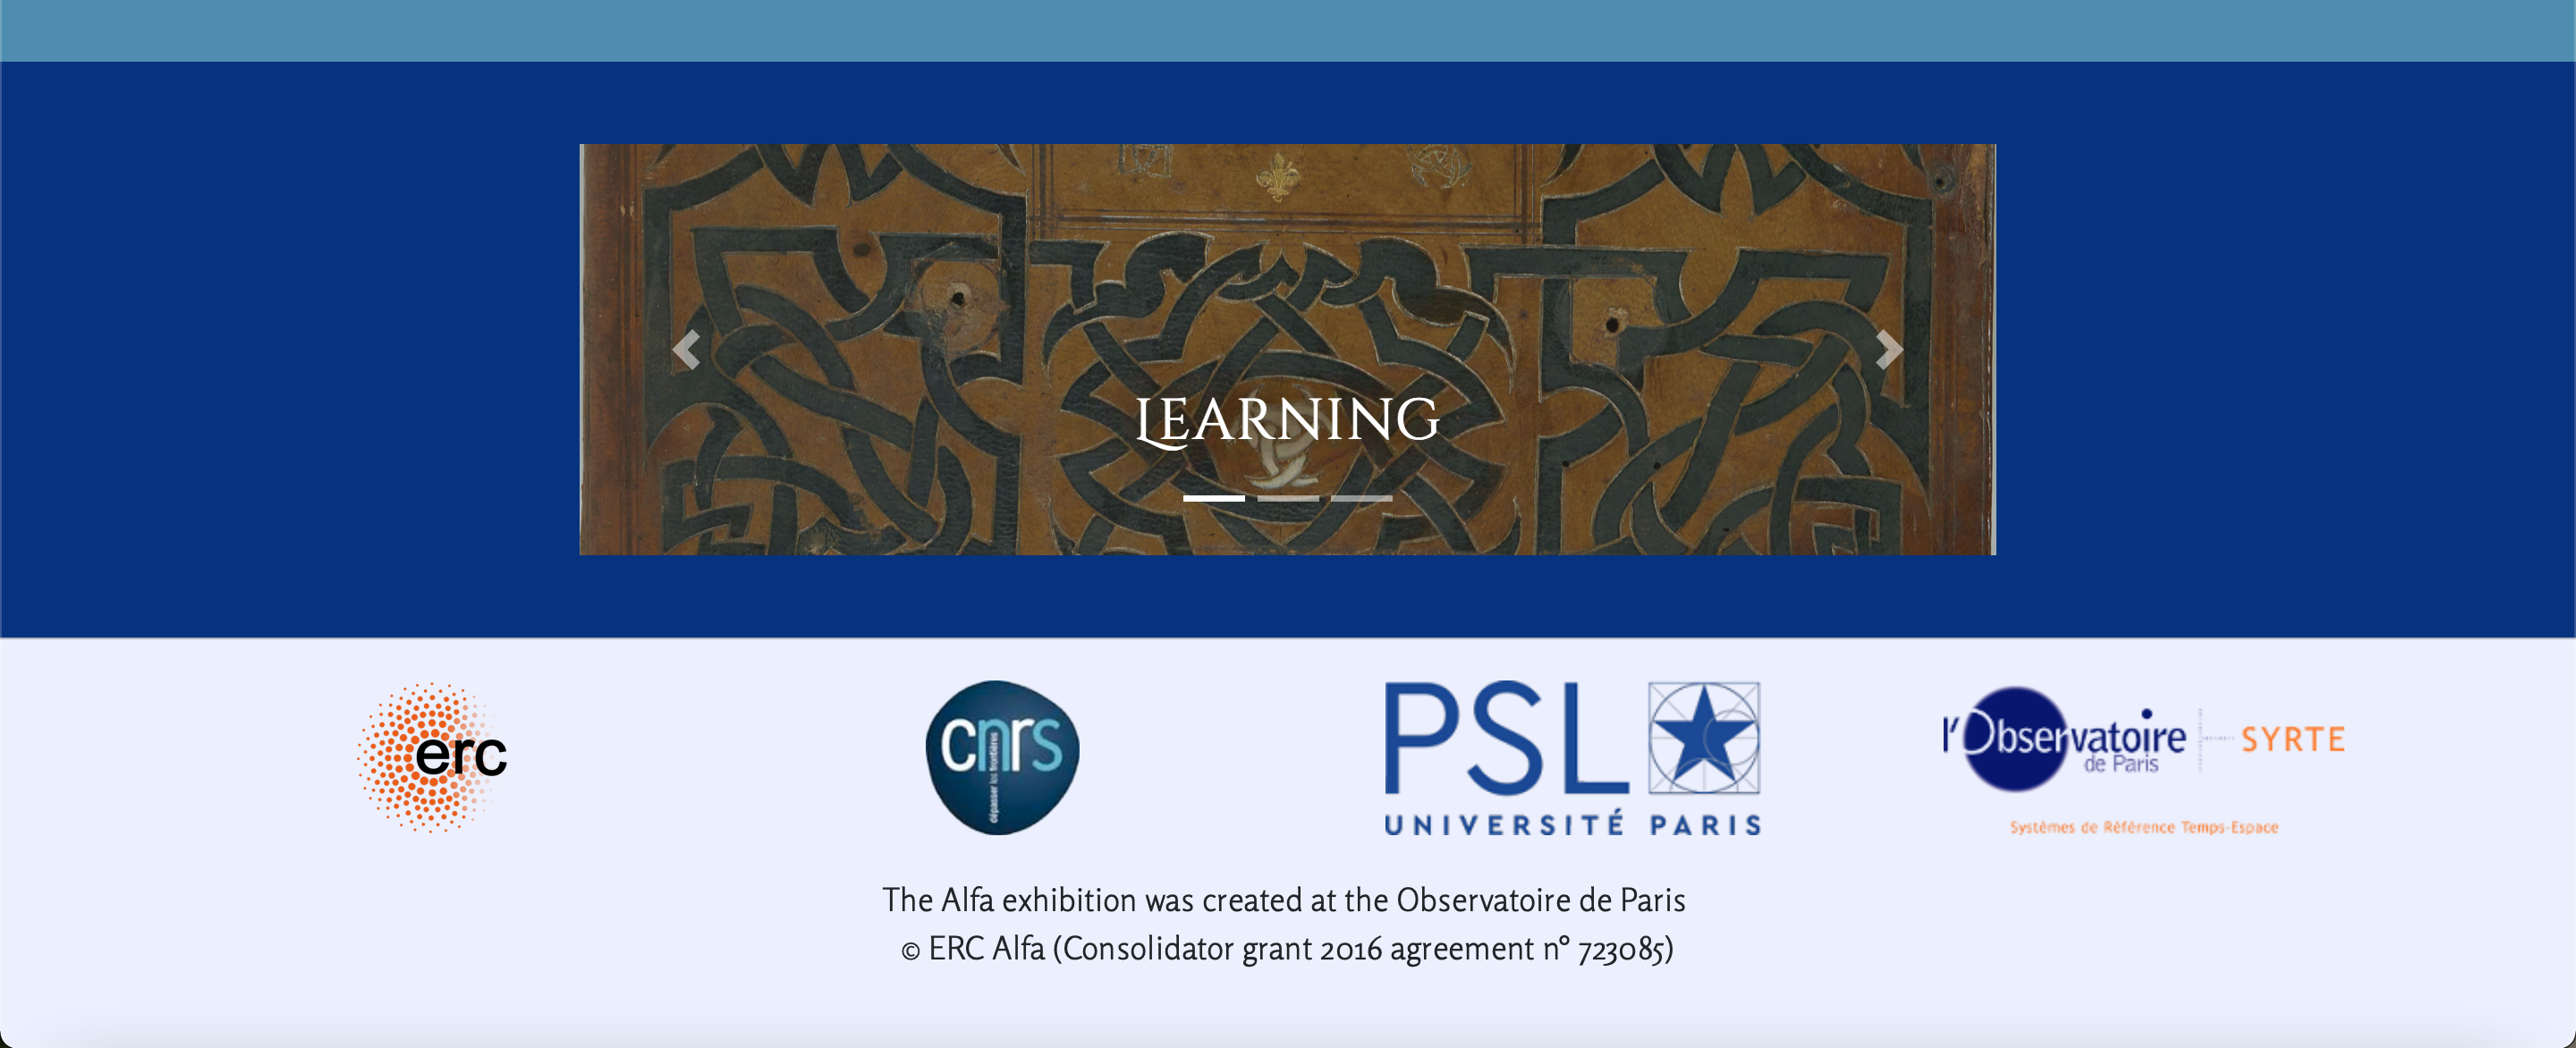 Learning
erc
cnrs
dépasser les frontières
PSL
UNIVERSITÉ PARIS
l'Observatoire
de Paris
SYRTE
Systèmes de Référence Temps-Espace
The Alfa exhibition was created at the Observatoire de Paris
© ERC Alfa (Consolidator grant 2016 agreement n° 723085)